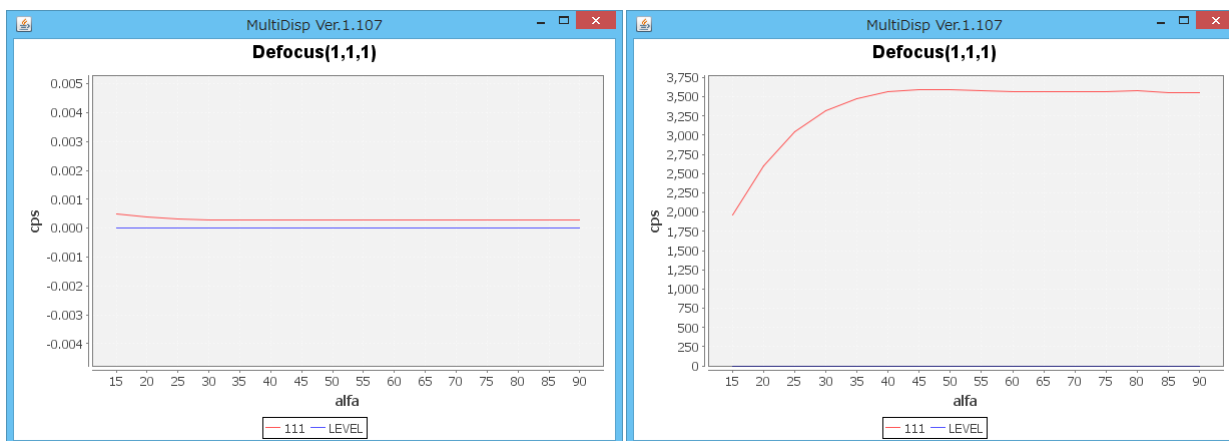 MultiDisp Ver.1.107
Defocus(1,1,1)
0.005
0.004
0.003
0.002
0.001
0.000
-0.001
-0.002
-0.003
-0.004
cps
15 20 25 30 35 40 45 50 55 60 65 70 75 80 85 90
alfa
111 LEVEL
MultiDisp Ver.1.107
Defocus(1,1,1)
3,750
3,500
3,250
3,000
2,750
2,500
2,250
2,000
1,750
1,500
1,250
1,000
750
500
250
0
cps
15 20 25 30 35 40 45 50 55 60 65 70 75 80 85 90
alfa
111 LEVEL